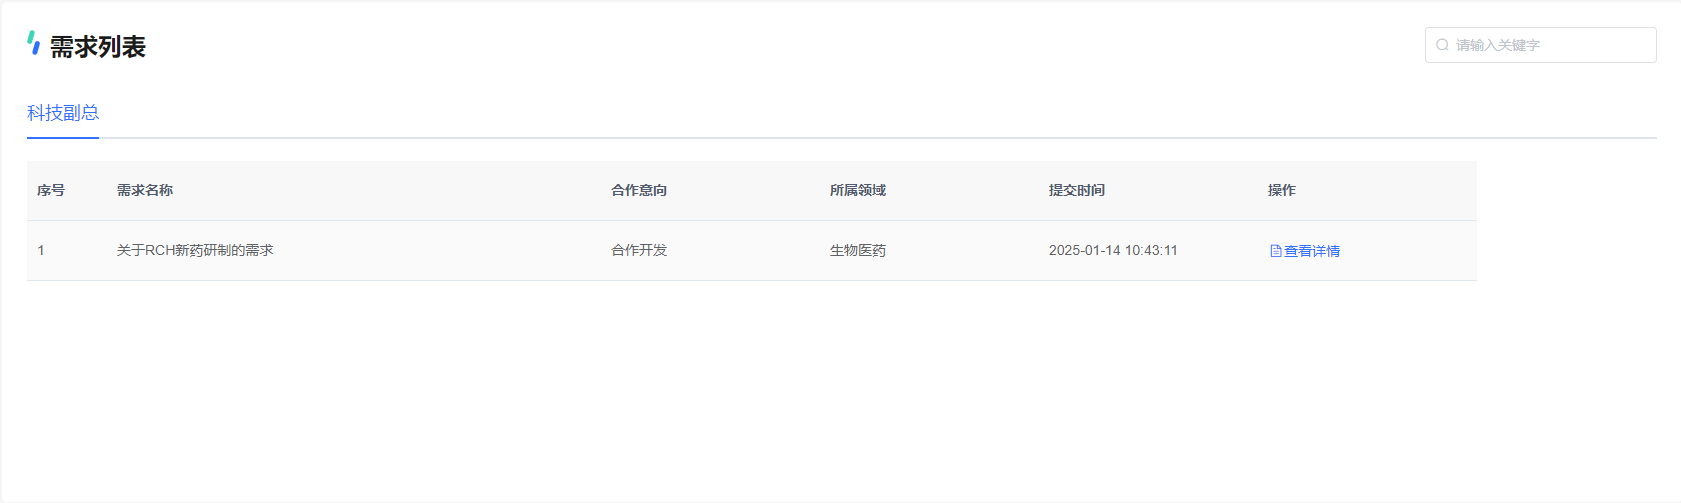 需求列表
请输入关键字
科技副总
序号 需求名称 合作意向 所属领域 提交时间 操作
1 关于RCH新药研制的需求 合作开发 生物医药 2025-01-14 10:43:11 查看详情